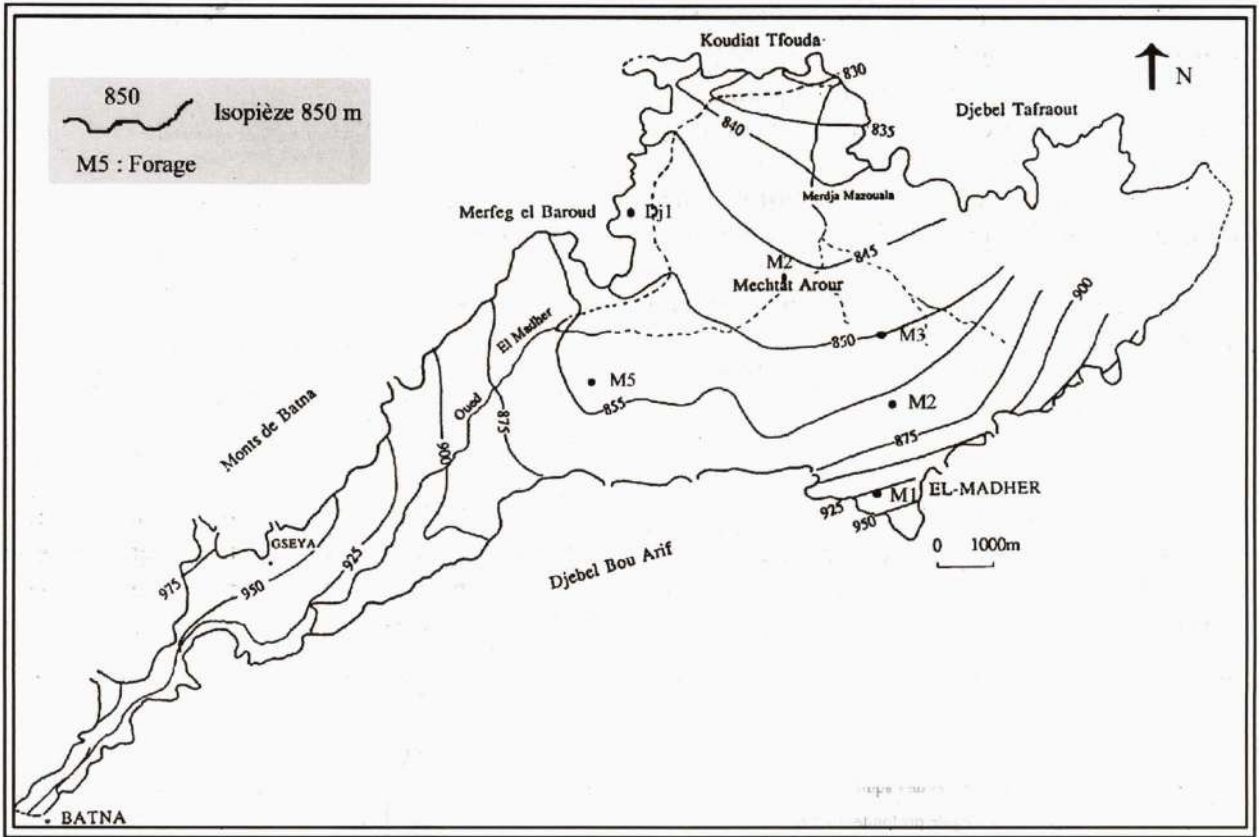 Koudiat Tfouda
N
850
Isopièze 850 m
M5 : Forage
830
835
840
Djebel Tafraout
Merdja Mazouala
Merfeg el Baroud
Dj1
845
M2
Mechtat Arour
900
850
M3
El Madher
Oued
M5
855
M2
875
875
Monts de Batna
900
M1
EL-MADHER
925
950
0 1000m
GSEYA
925
950
975
Djebel Bou Arif
BATNA